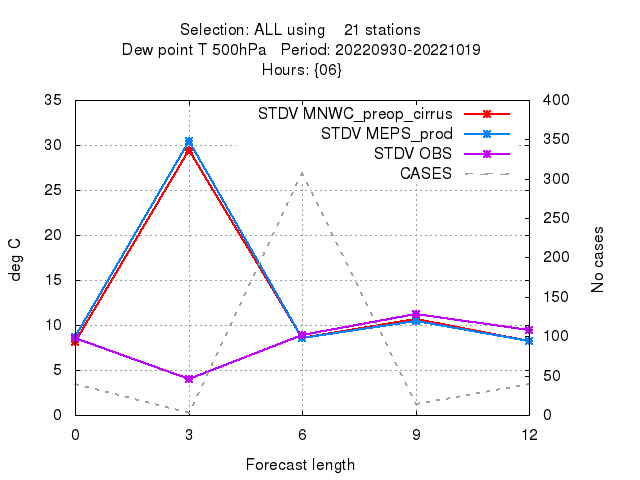 Selection: ALL using 21 stations
Dew point T 500hPa Period: 20220930-20221019
Hours: {06}
35 400
STDV MNWC_preop_cirrus
30 350
STDV MEPS_prod
STDV OBS
CASES
300
25
250
20
200
15
150
10
100
5
50
0 0
deg C
No cases
0 3 6 9 12
Forecast length